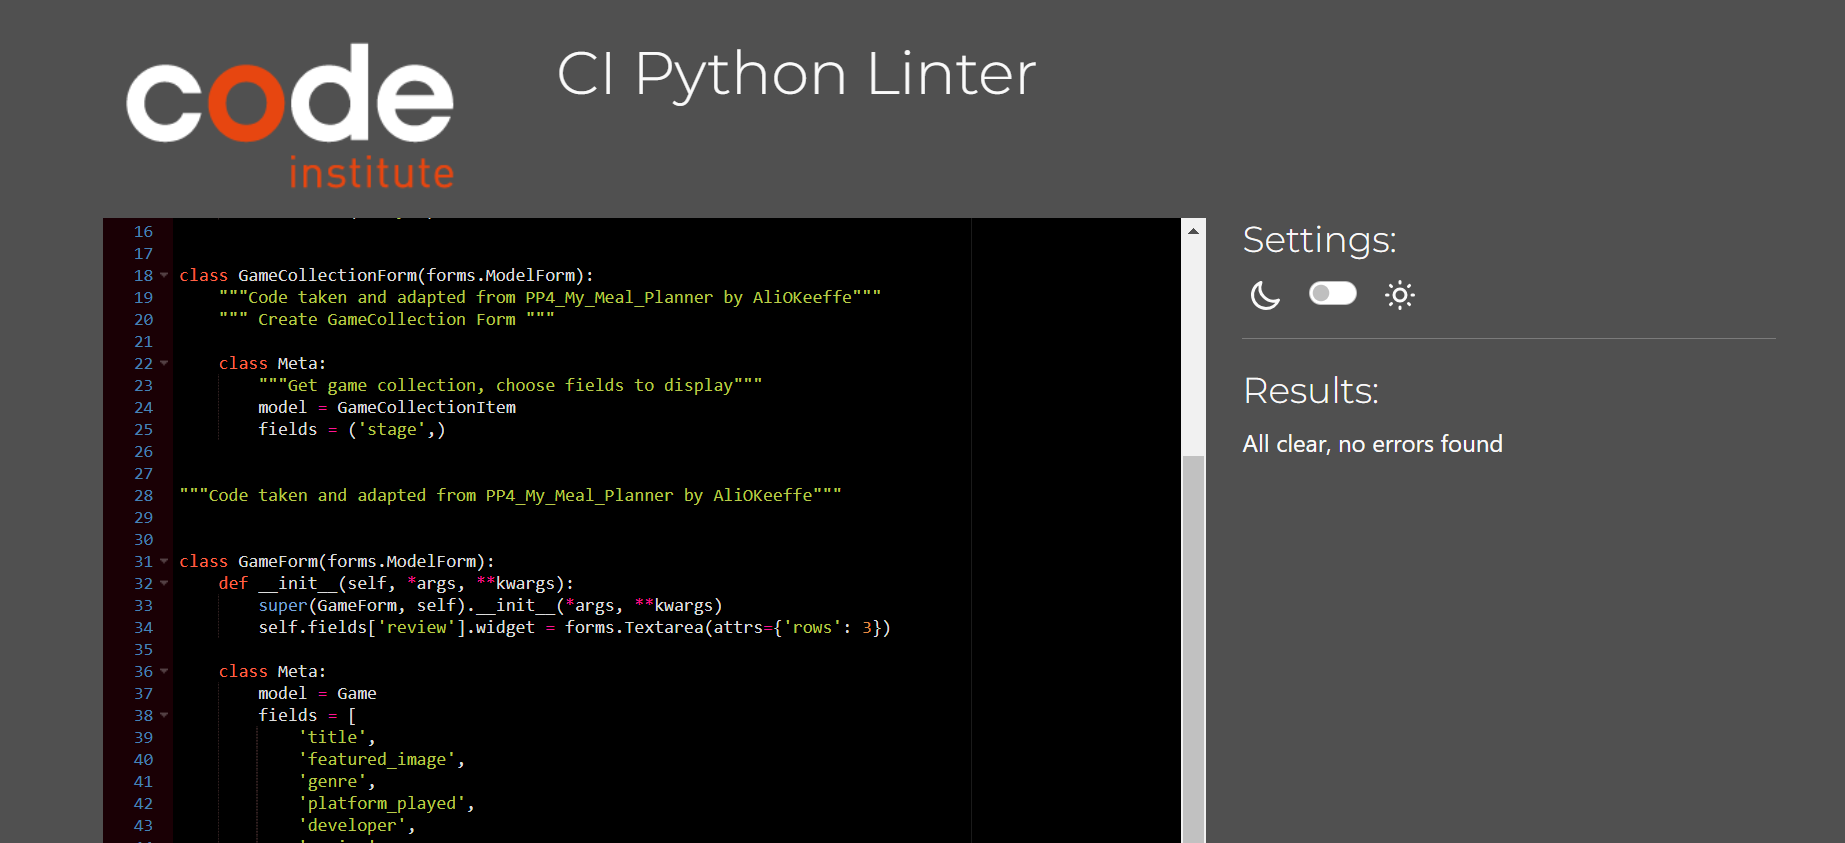 code
institute
CI Python Linter
16
17
18 class GameCollectionForm(forms.ModelForm):
19 """Code taken and adapted from PP4_My_Meal_Planner by AliOKeeffe"""
20 """ Create GameCollection Form """
21
22 class Meta:
23 """Get game collection, choose fields to display"""
24 model = GameCollectionItem
25 fields = ('stage',)
26
27
28 """Code taken and adapted from PP4_My_Meal_Planner by AliOKeeffe"""
29
30
31 class GameForm(forms.ModelForm):
32 def __init__(self, *args, **kwargs):
33 super(GameForm, self).__init__(*args, **kwargs)
34 self.fields['review'].widget = forms.Textarea(attrs={'rows': 3})
35
36 class Meta:
37 model = Game
38 fields = [
39 'title',
40 'featured_image',
41 'genre',
42 'platform_played',
43 'developer',
Settings:
Results:
All clear, no errors found